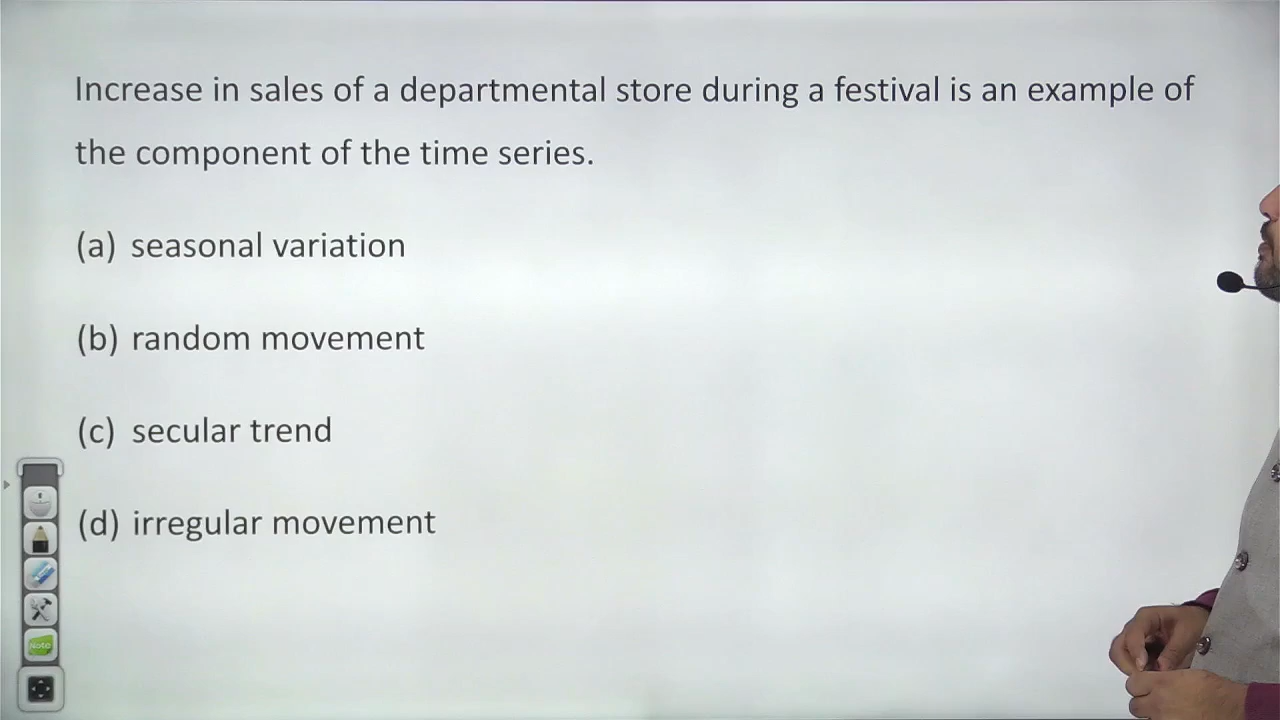 Increase in sales of a departmental store during a festival is an example of
the component of the time series.
(a) seasonal variation
(b) random movement
(c) secular trend
(d) irregular movement
Note